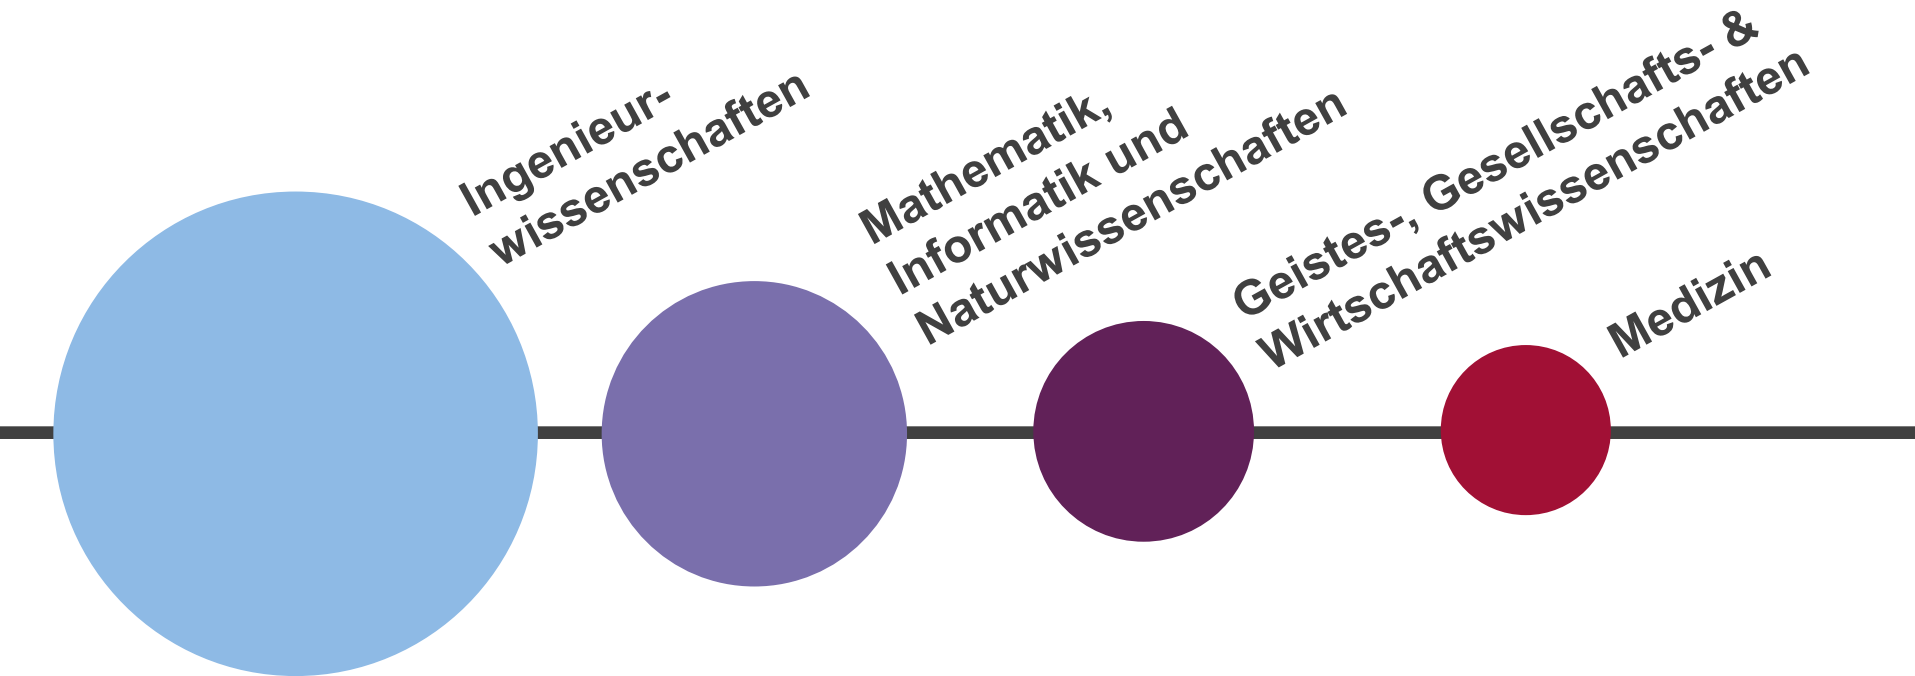 Ingenieur-
wissenschaften
Mathematik,
Informatik und
Naturwissenschaften
Geistes-, Gesellschafts- &
Wirtschaftswissenschaften
Medizin